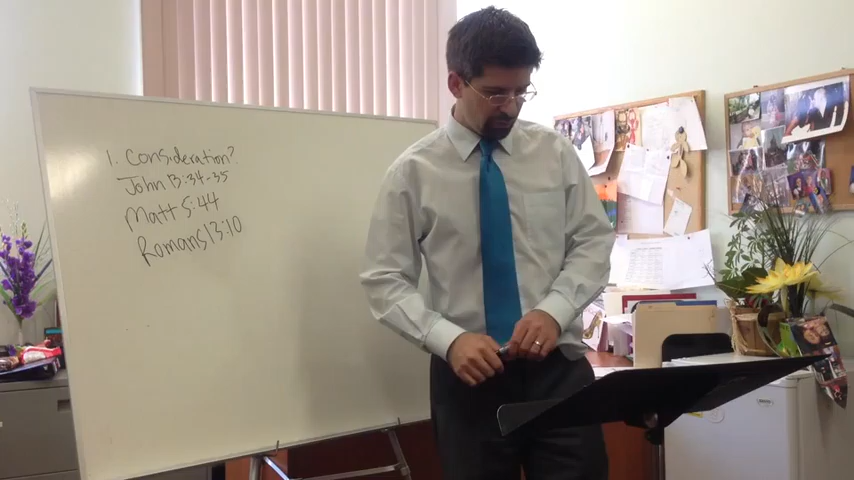 1. Consideration?
John 13:34-35
Matt 5:44
Romans 13:10